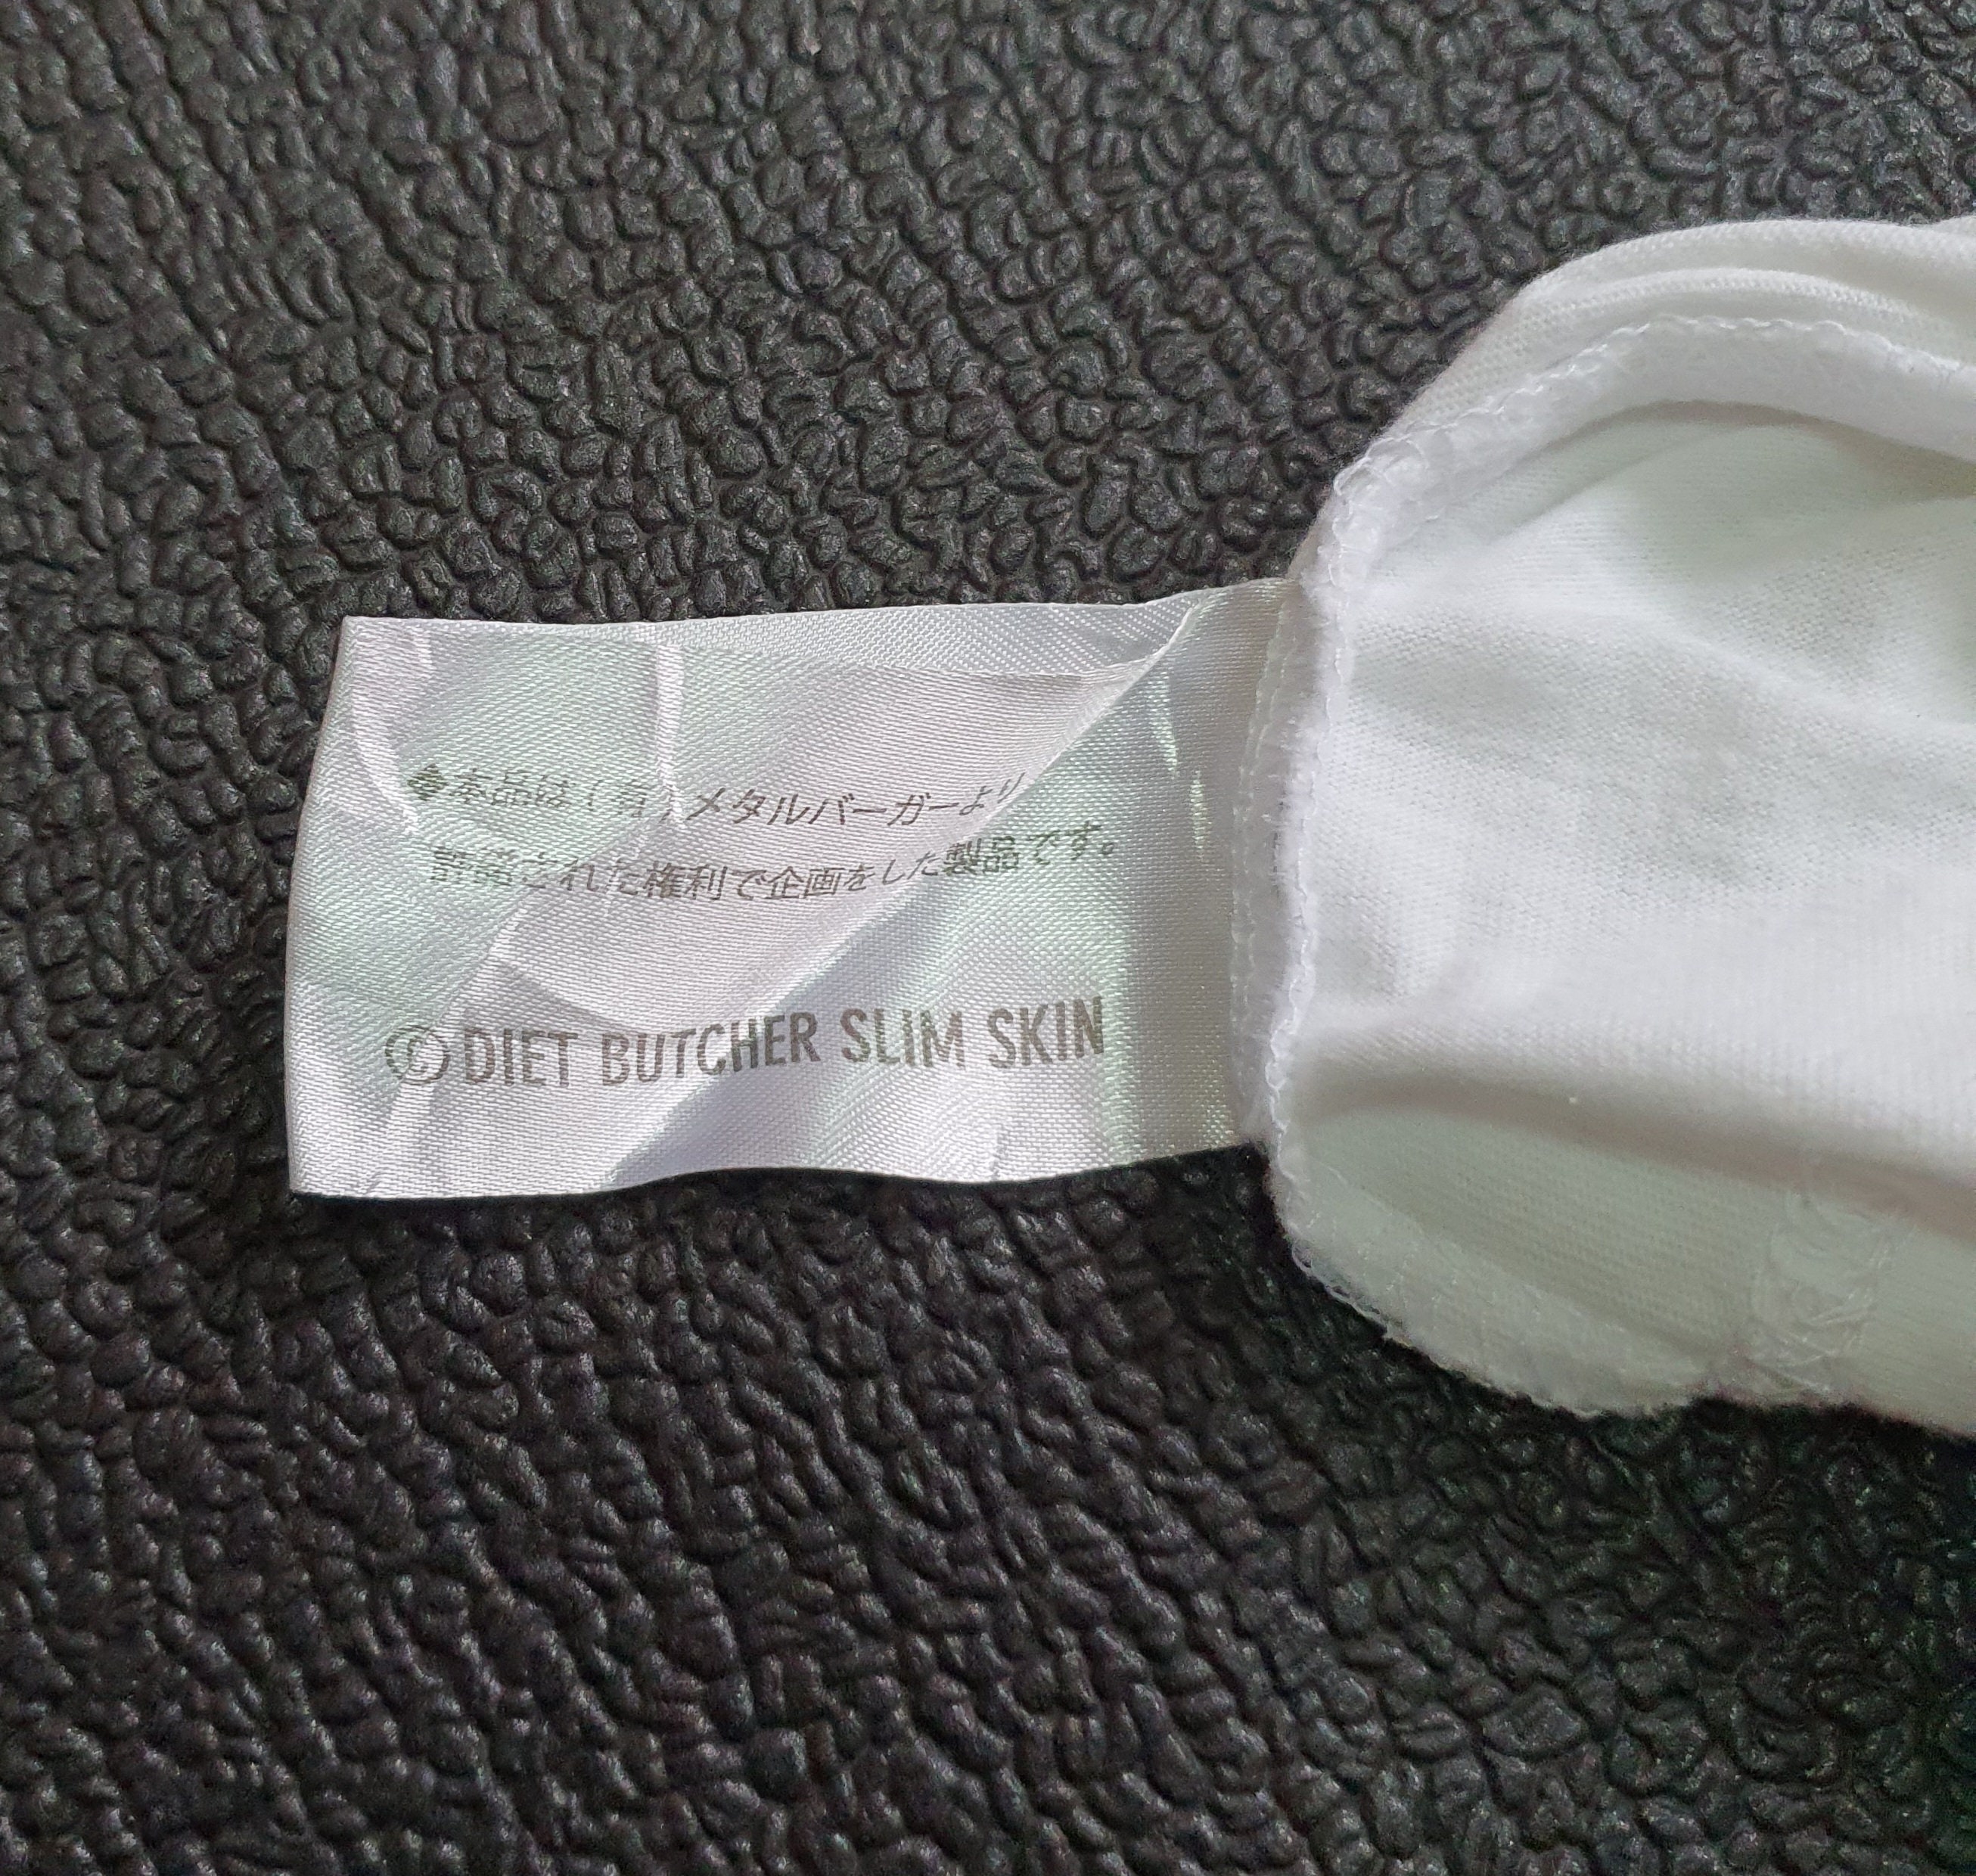 ◆本品は(有)メタルバーガーより
許諾された権利で企画をした製品です。
©DIET BUTCHER SLIM SKIN